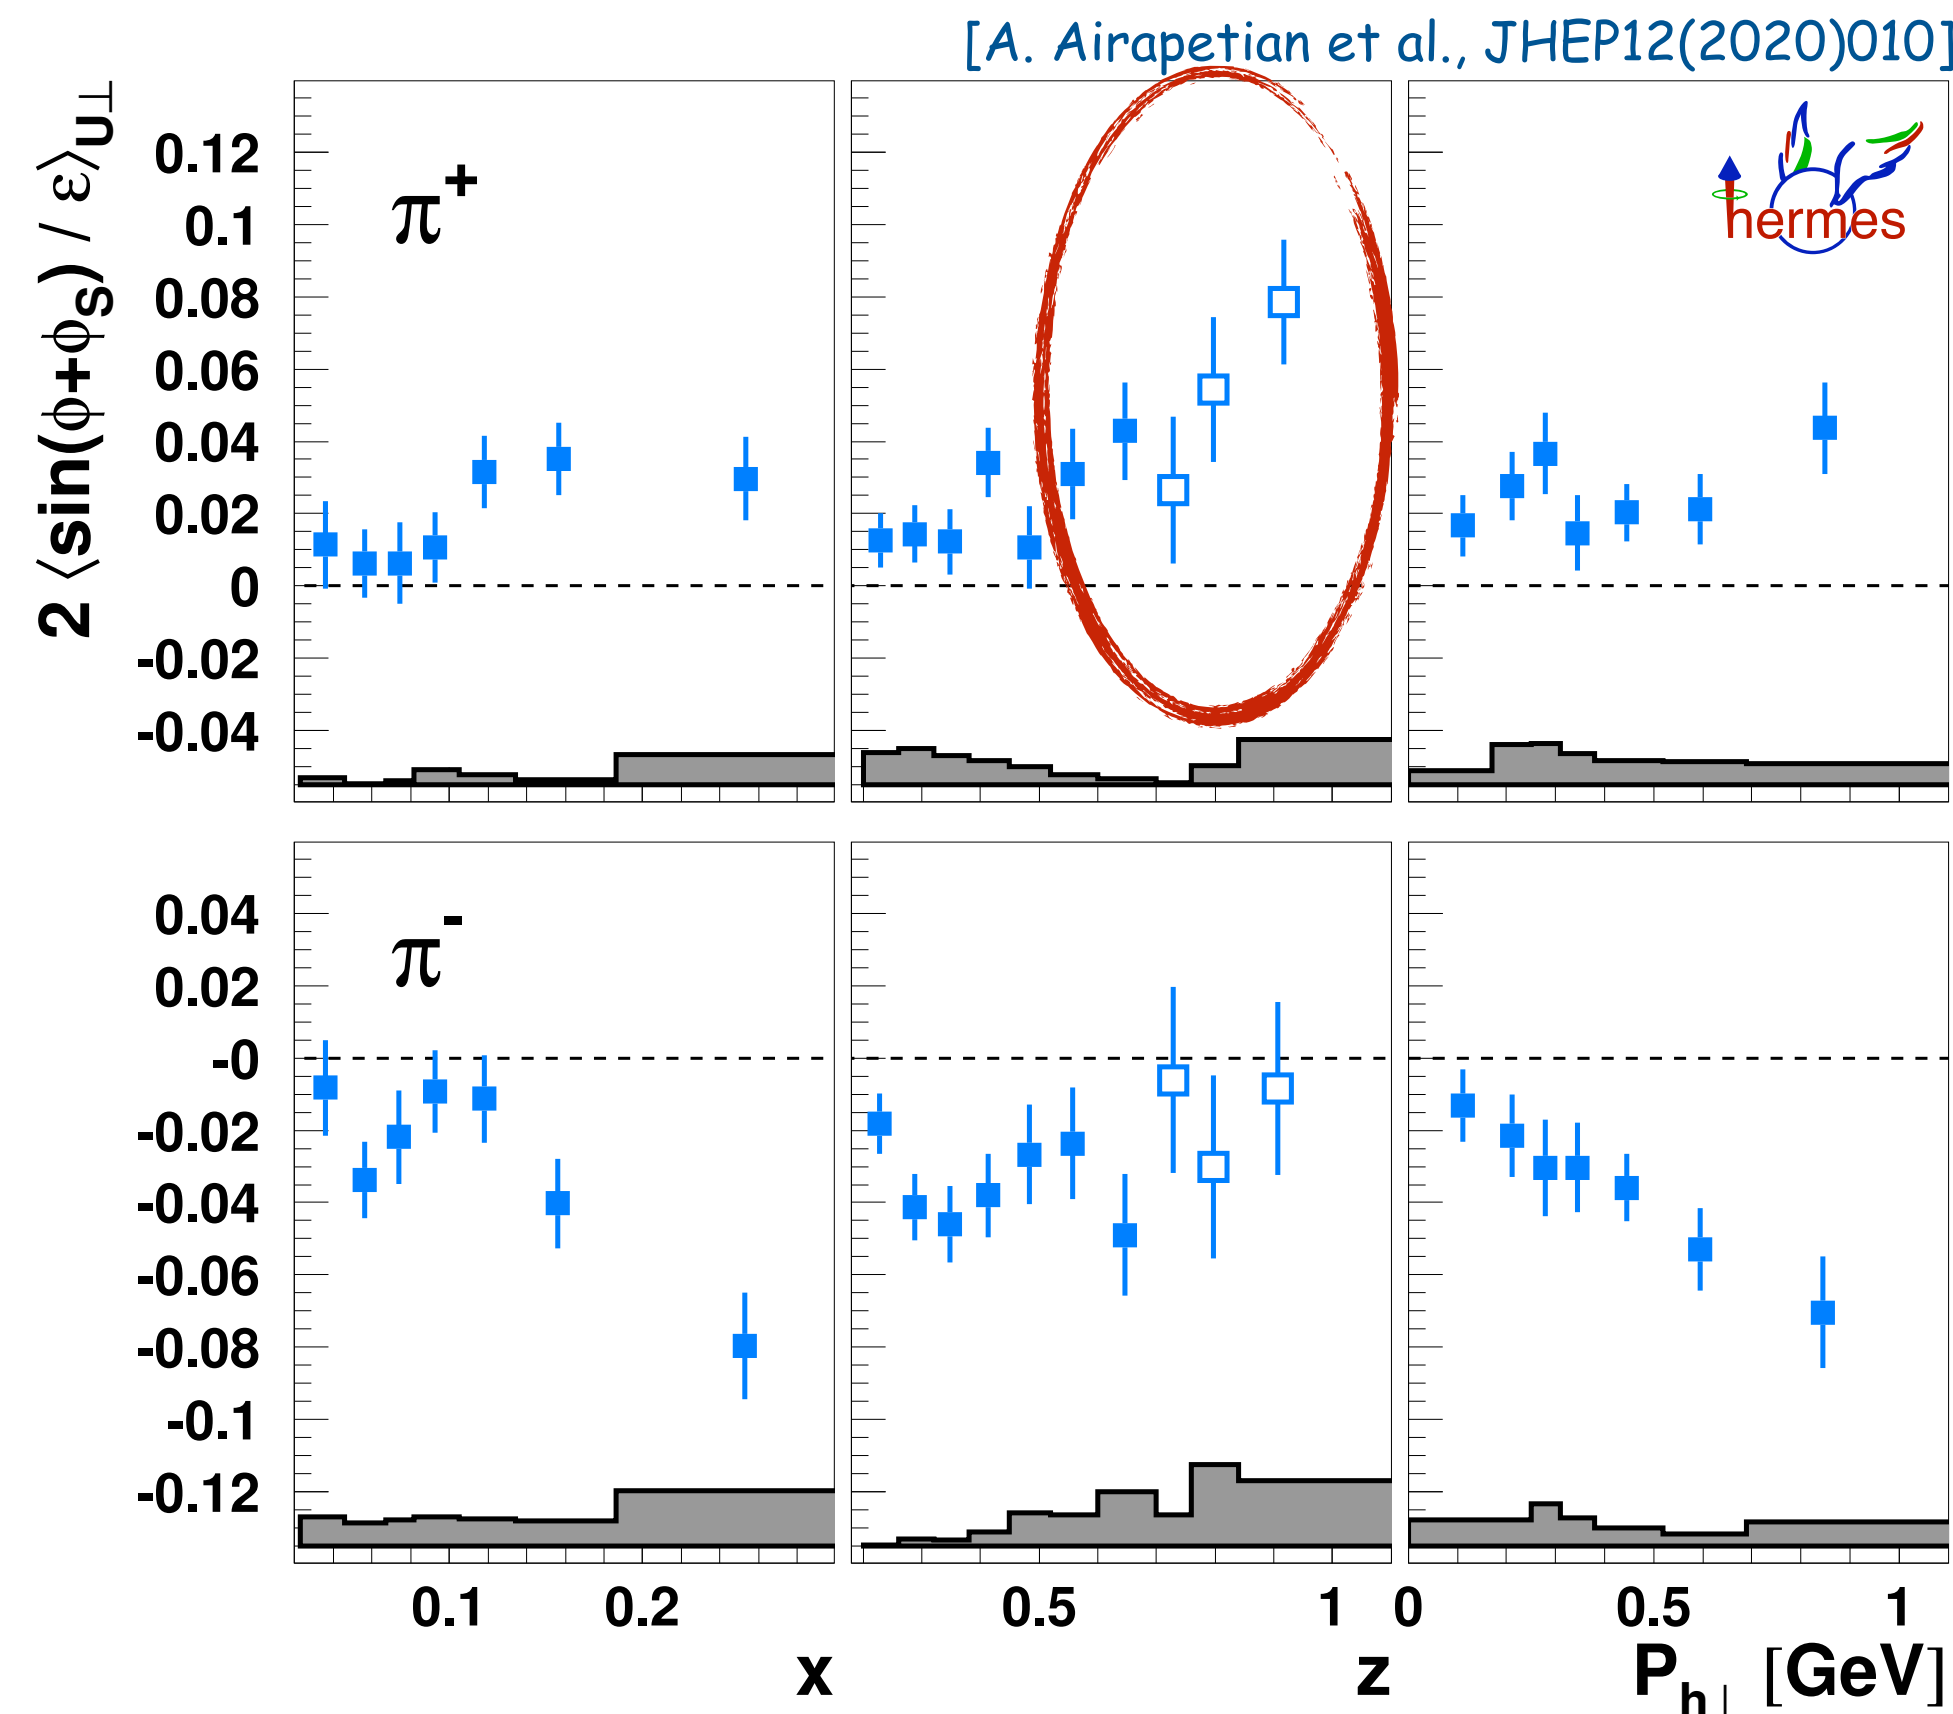 [A. Airapetian et al., JHEP12(2020)010]
2 ⟨sin(ϕ+ϕS) / ε⟩U⊥
π+
hermes
0.12
0.1
0.08
0.06
0.04
0.02
0
-0.02
-0.04
π-
0.04
0.02
-0
-0.02
-0.04
-0.06
-0.08
-0.1
-0.12
0.1 0.2 0.5 1 0 0.5 1
x z Ph⊥ [GeV]